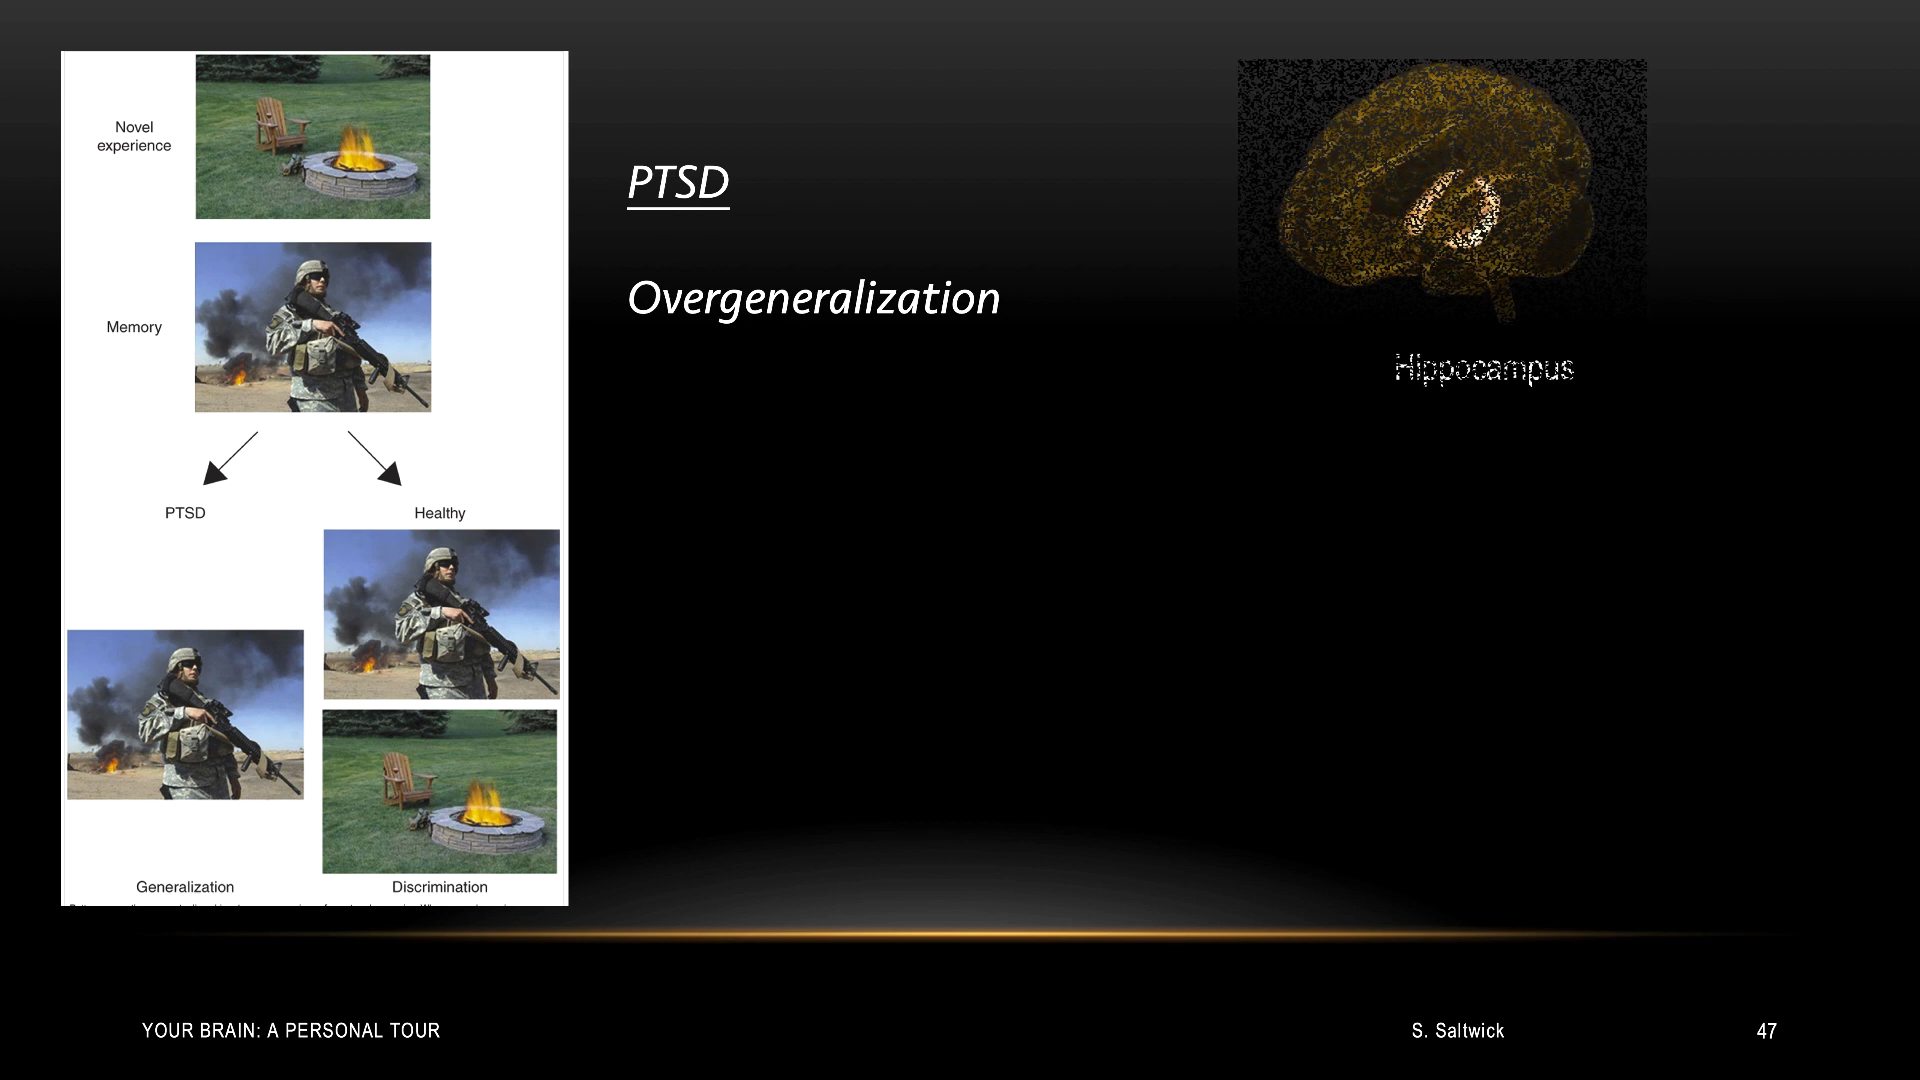 Novel
experience
Memory
PTSD
Healthy
Generalization
Discrimination
PTSD
Overgeneralization
Hippocampus
YOUR BRAIN: A PERSONAL TOUR
S. Saltwick
47